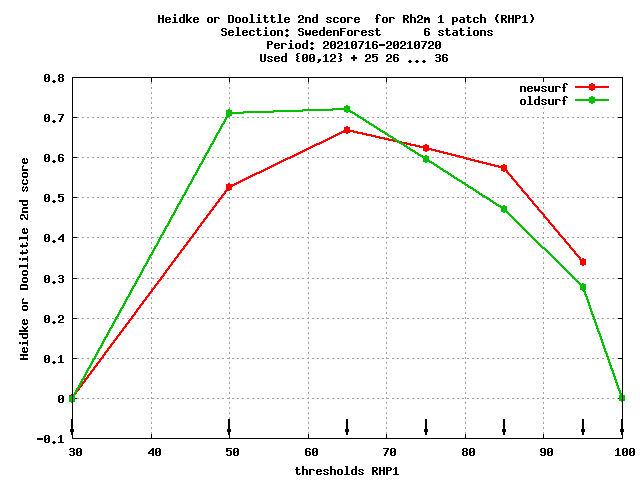 Heidke or Doolittle 2nd score  for Rh2m 1 patch (RHP1)
Selection: SwedenForest      6 stations
Period: 20210716-20210720
Used {00,12} + 25 26 ... 36
newsurf
oldsurf
Heidke or Doolittle 2nd score
0.8
0.7
0.6
0.5
0.4
0.3
0.2
0.1
0
-0.1
30 40 50 60 70 80 90 100
thresholds RHP1